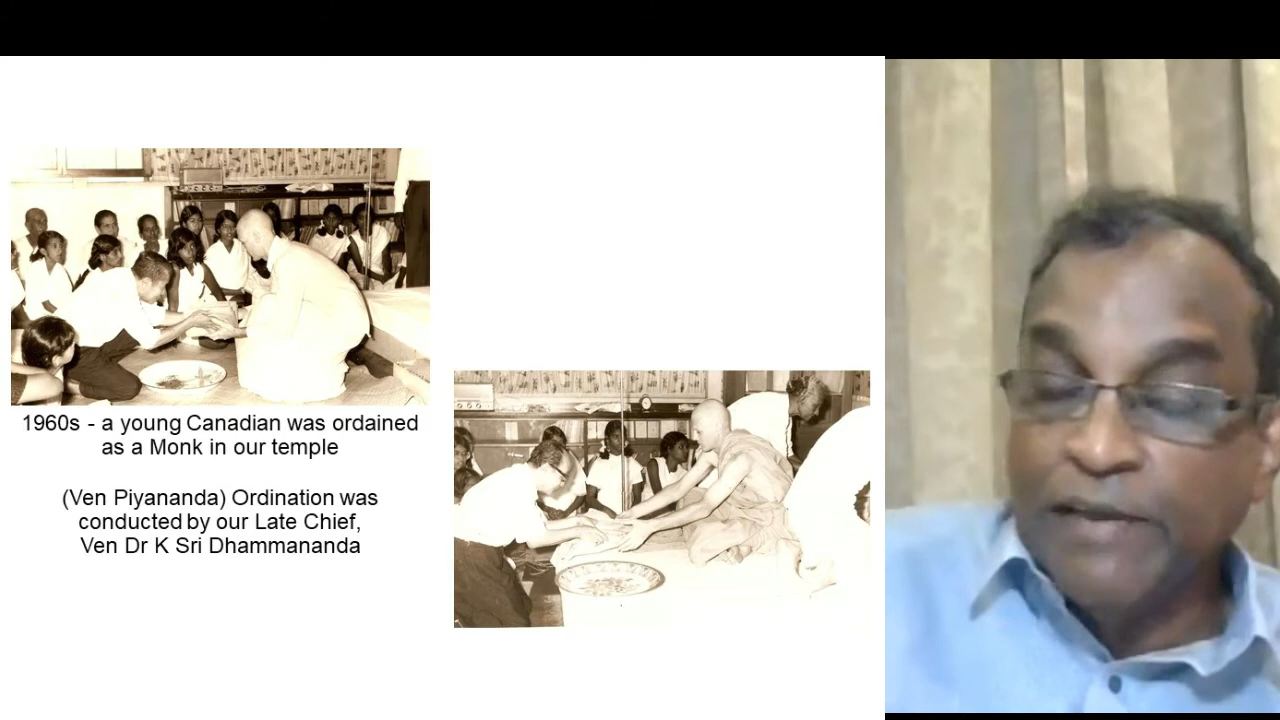 1960s - a young Canadian was ordained
as a Monk in our temple
(Ven Piyananda) Ordination was
conducted by our Late Chief,
Ven Dr K Sri Dhammananda